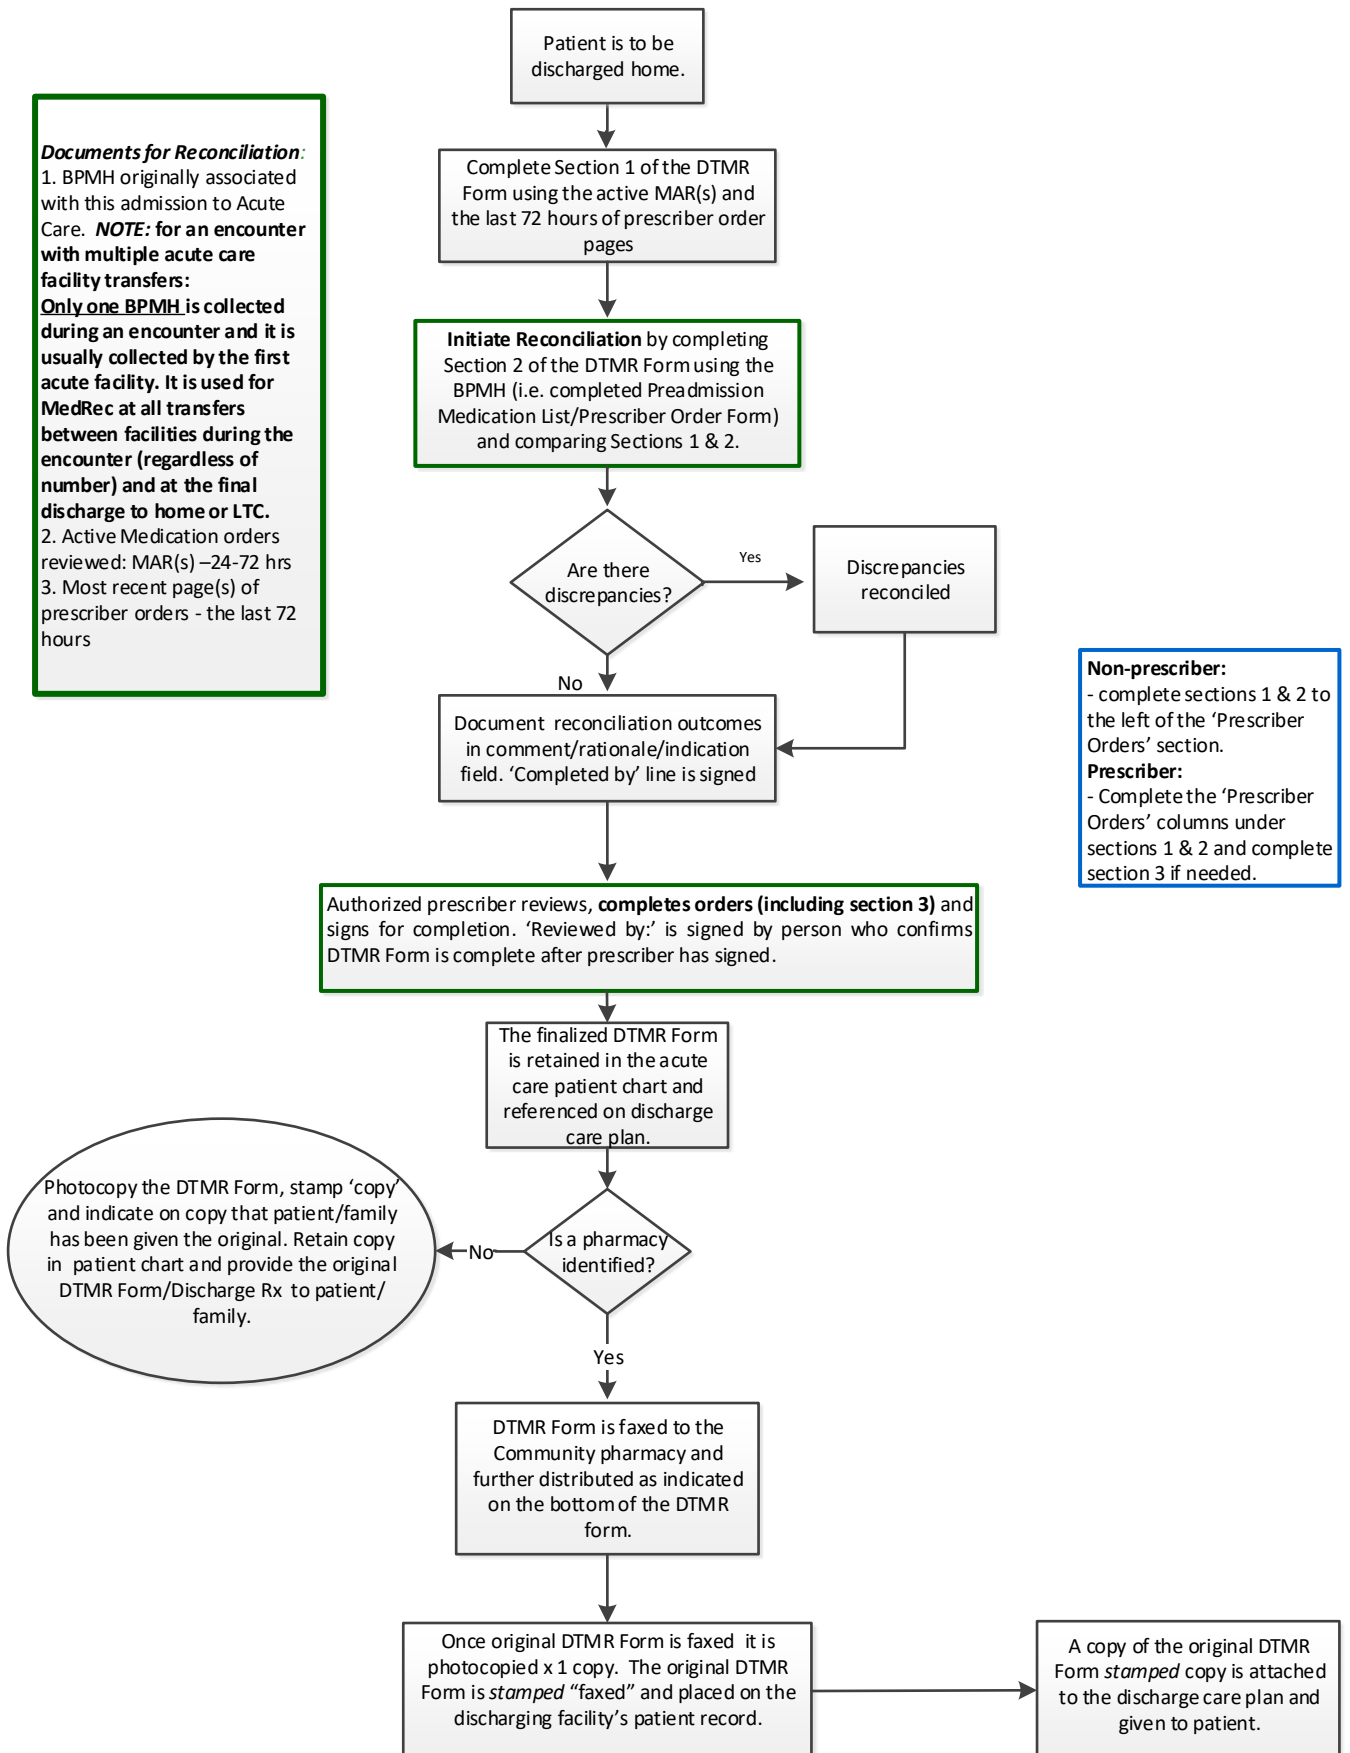 Patient is to be
discharged home.
Documents for Reconciliation:
1. BPMH originally associated
with this admission to Acute
Care. NOTE: for an encounter
with multiple acute care
facility transfers:
Only one BPMH is collected
during an encounter and it is
usually collected by the first
acute facility. It is used for
MedRec at all transfers
between facilities during the
encounter (regardless of
number) and at the final
discharge to home or LTC.
2. Active Medication orders
reviewed: MAR(s) –24-72 hrs
3. Most recent page(s) of
prescriber orders - the last 72
hours
Complete Section 1 of the DTMR
Form using the active MAR(s) and
the last 72 hours of prescriber order
pages
Initiate Reconciliation by completing
Section 2 of the DTMR Form using the
BPMH (i.e. completed Preadmission
Medication List/Prescriber Order Form)
and comparing Sections 1 & 2.
Are there
discrepancies?
Yes
Discrepancies
reconciled
No
Document reconciliation outcomes
in comment/rationale/indication
field. ‘Completed by’ line is signed
Non-prescriber:
- complete sections 1 & 2 to
the left of the ‘Prescriber
Orders’ section.
Prescriber:
- Complete the ‘Prescriber
Orders’ columns under
sections 1 & 2 and complete
section 3 if needed.
Authorized prescriber reviews, completes orders (including section 3) and
signs for completion. ‘Reviewed by:’ is signed by person who confirms
DTMR Form is complete after prescriber has signed.
The finalized DTMR Form
is retained in the acute
care patient chart and
referenced on discharge
care plan.
Is a pharmacy
identified?
No
Photocopy the DTMR Form, stamp ‘copy’
and indicate on copy that patient/family
has been given the original. Retain copy
in patient chart and provide the original
DTMR Form/Discharge Rx to patient/
family.
Yes
DTMR Form is faxed to the
Community pharmacy and
further distributed as indicated
on the bottom of the DTMR
form.
Once original DTMR Form is faxed it is
photocopied x 1 copy. The original DTMR
Form is stamped “faxed” and placed on the
discharging facility’s patient record.
A copy of the original DTMR
Form stamped copy is attached
to the discharge care plan and
given to patient.